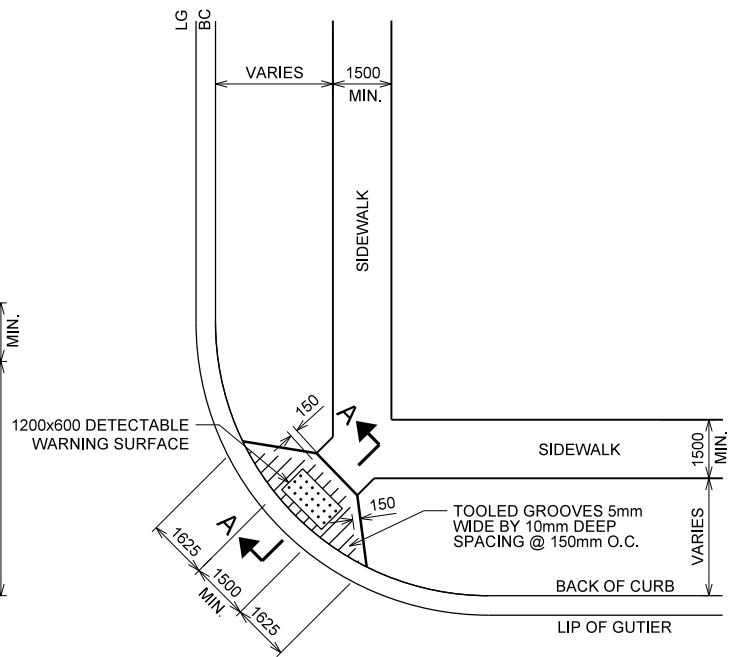 LG
BC
VARIES
1500
MIN.
SIDEWALK
MIN.
150
A
1200x600 DETECTABLE
WARNING SURFACE
SIDEWALK
1500
MIN.
150
TOOLED GROOVES 5mm
WIDE BY 10mm DEEP
SPACING @ 150mm O.C.
VARIES
A
1625
1500
MIN.
1625
BACK OF CURB
LIP OF GUTIER